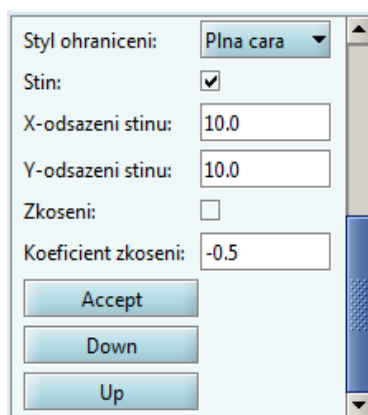 Styl ohraniceni: Plna cara
Stin:
X-odsazeni stinu: 10.0
Y-odsazeni stinu: 10.0
Zkoseni:
Koeficient zkoseni: -0.5
Accept
Down
Up